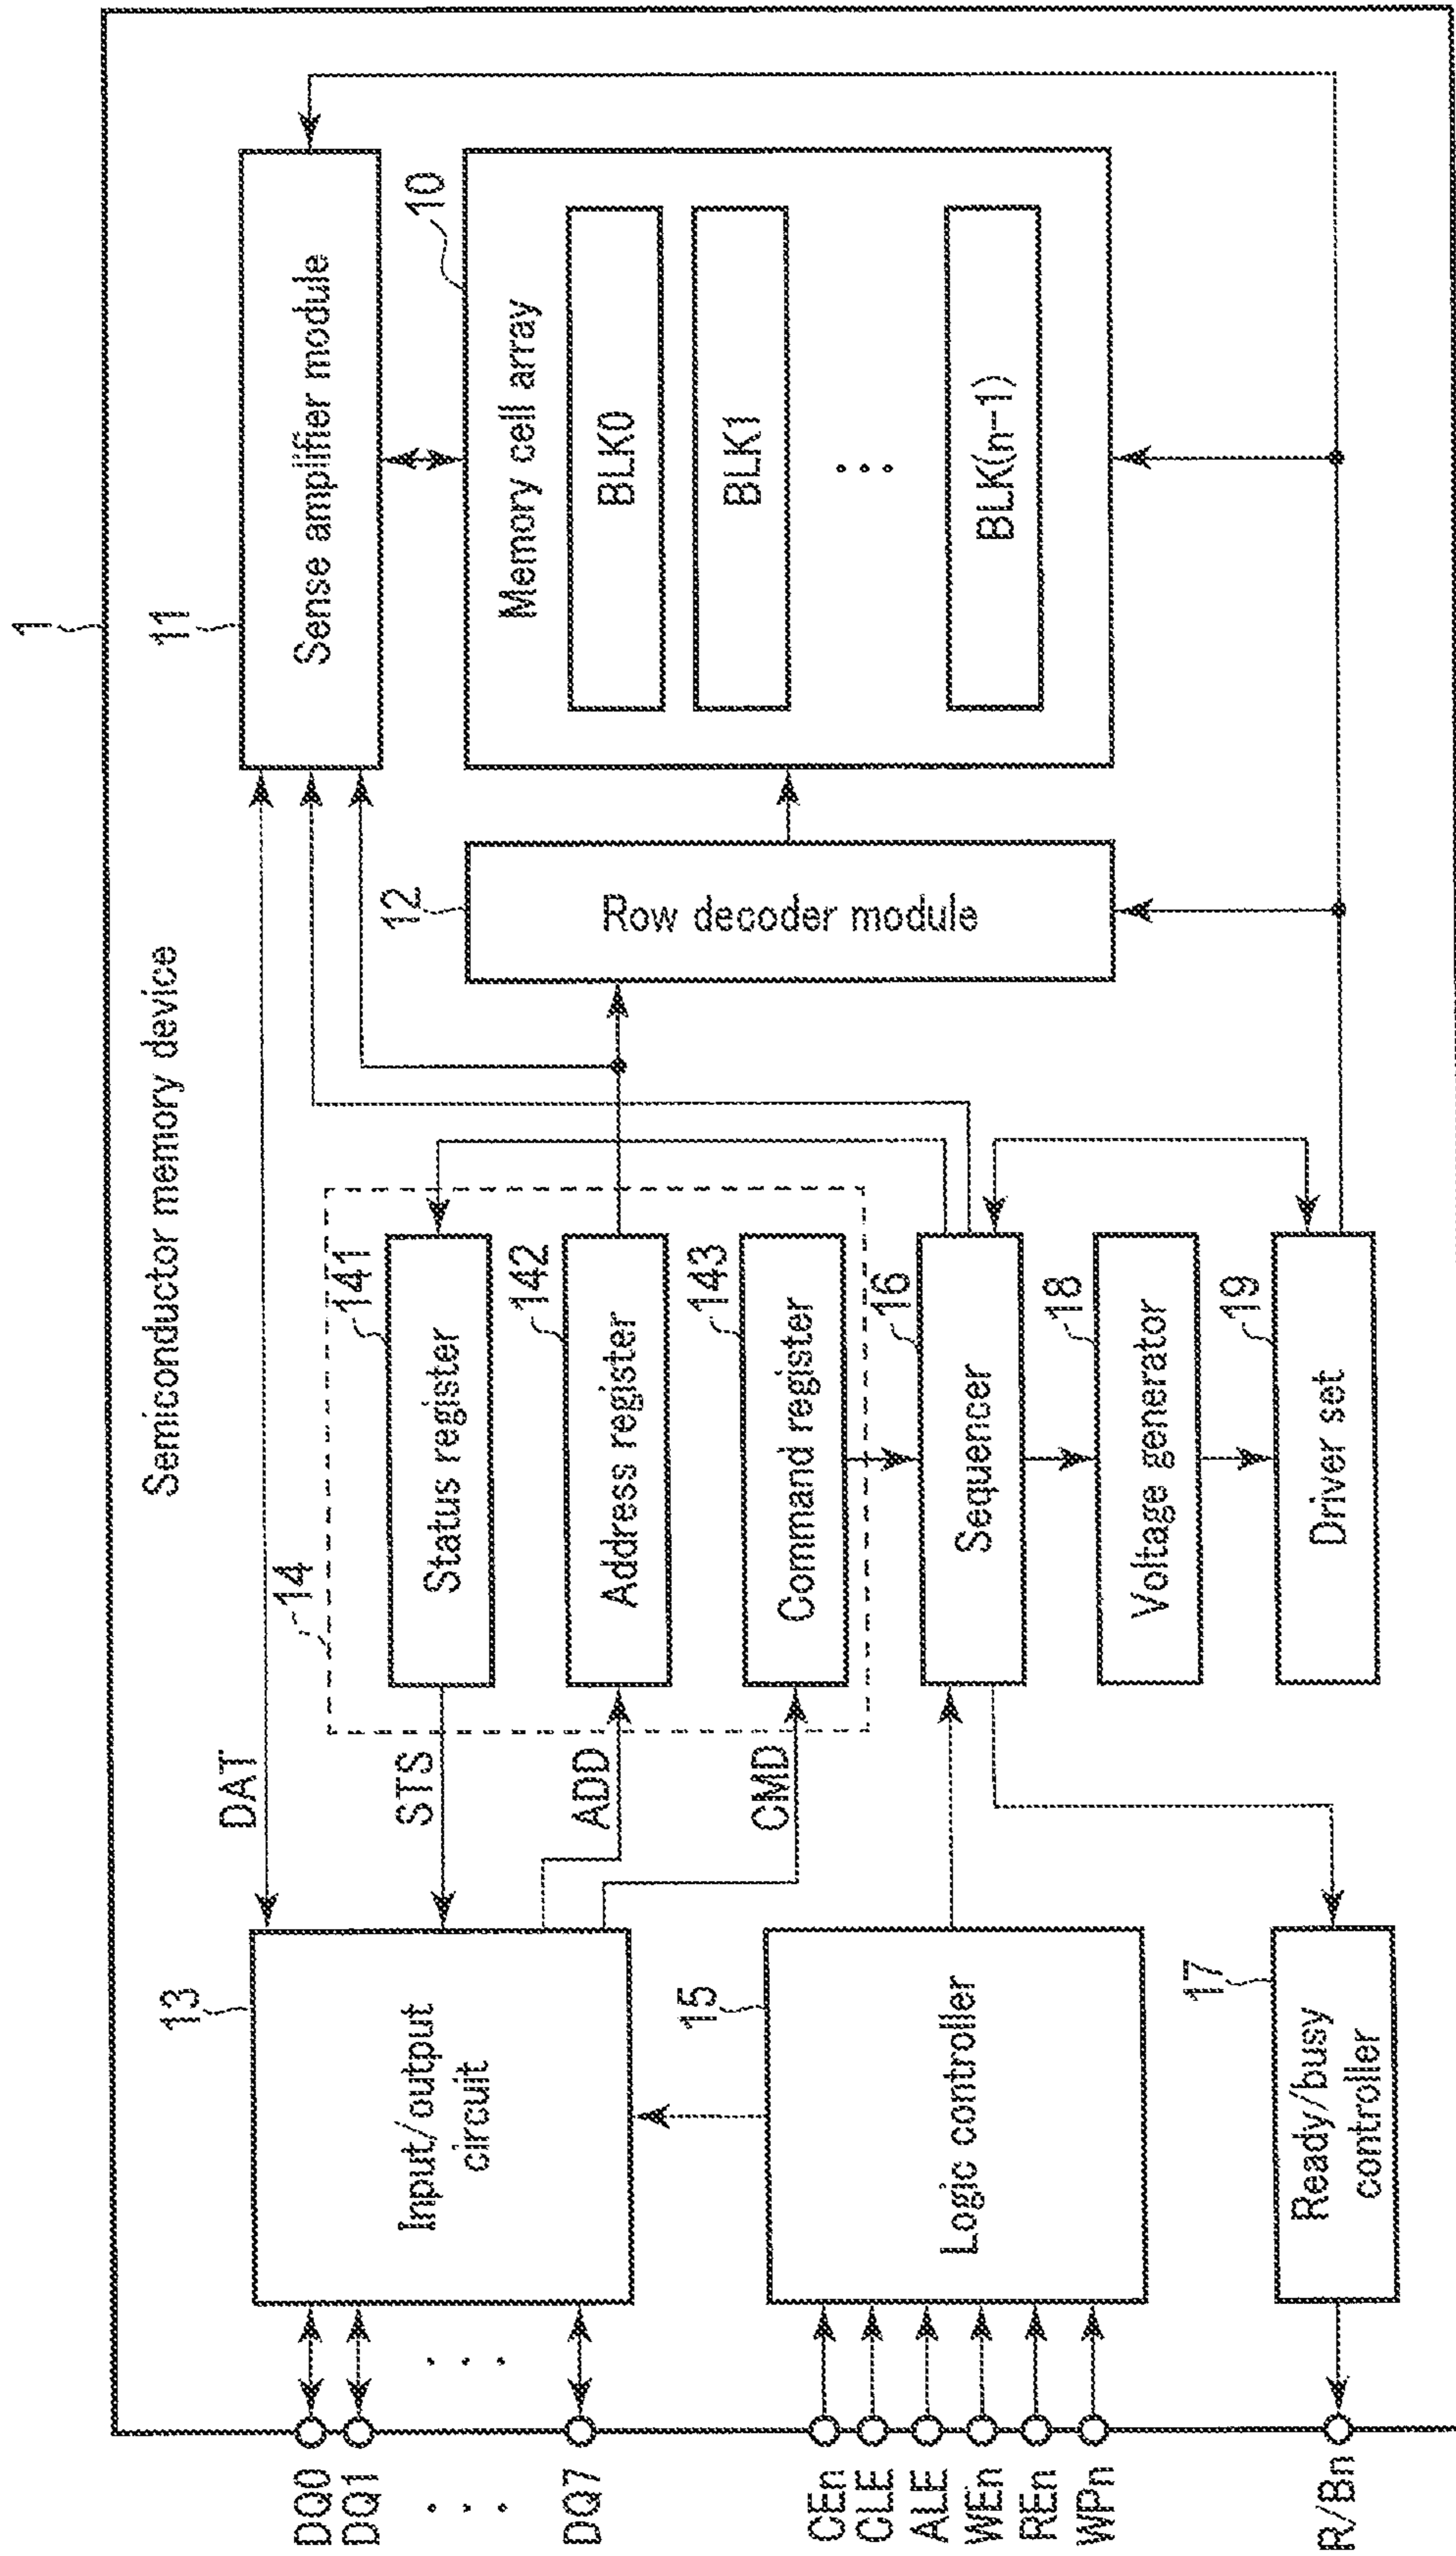 1
Semiconductor memory device
11
Sense amplifier module
10
Memory cell array
BLK0
BLK1
BLK(n-1)
12
Row decoder module
14
141
Status register
142
Address register
143
Command register
16
Sequencer
18
Voltage generator
19
Driver set
DAT
STS
ADD
CMD
13
Input/output
circuit
15
Logic controller
17
Ready/busy
controller
DQ0
DQ1
DQ7
CEn
CLE
ALE
WEn
REn
WPn
R/Bn